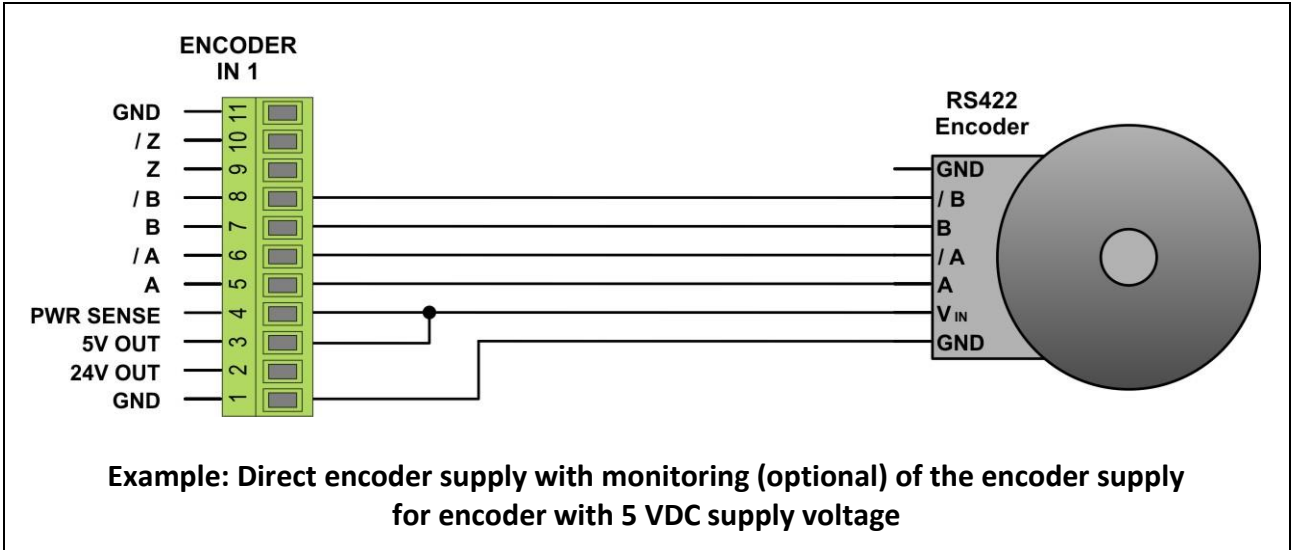 ENCODER
IN 1
GND 11
/ Z 10
Z 9
/ B 8
B 7
/ A 6
A 5
PWR SENSE 4
5V OUT 3
24V OUT 2
GND 1
RS422
Encoder
GND
/ B
B
/ A
A
V IN
GND
Example: Direct encoder supply with monitoring (optional) of the encoder supply
for encoder with 5 VDC supply voltage